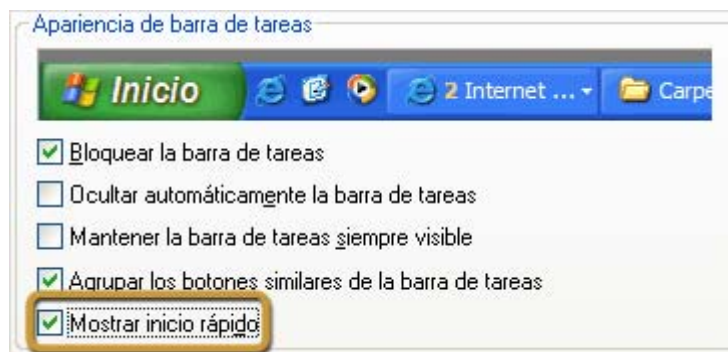 Apariencia de barra de tareas
Inicio 2 Internet ... Carpe
Bloquear la barra de tareas
Ocultar automáticamente la barra de tareas
Mantener la barra de tareas siempre visible
Agrupar los botones similares de la barra de tareas
Mostrar inicio rápido